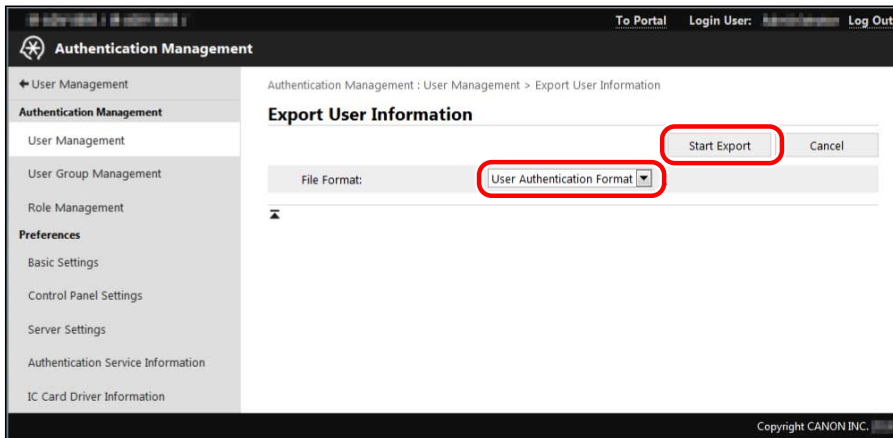 To Portal Login User: Log Out
Authentication Management
User Management
Authentication Management
User Management
User Group Management
Role Management
Preferences
Basic Settings
Control Panel Settings
Server Settings
Authentication Service Information
IC Card Driver Information
Authentication Management : User Management > Export User Information
Export User Information
Start Export Cancel
File Format: User Authentication Format
Copyright CANON INC.